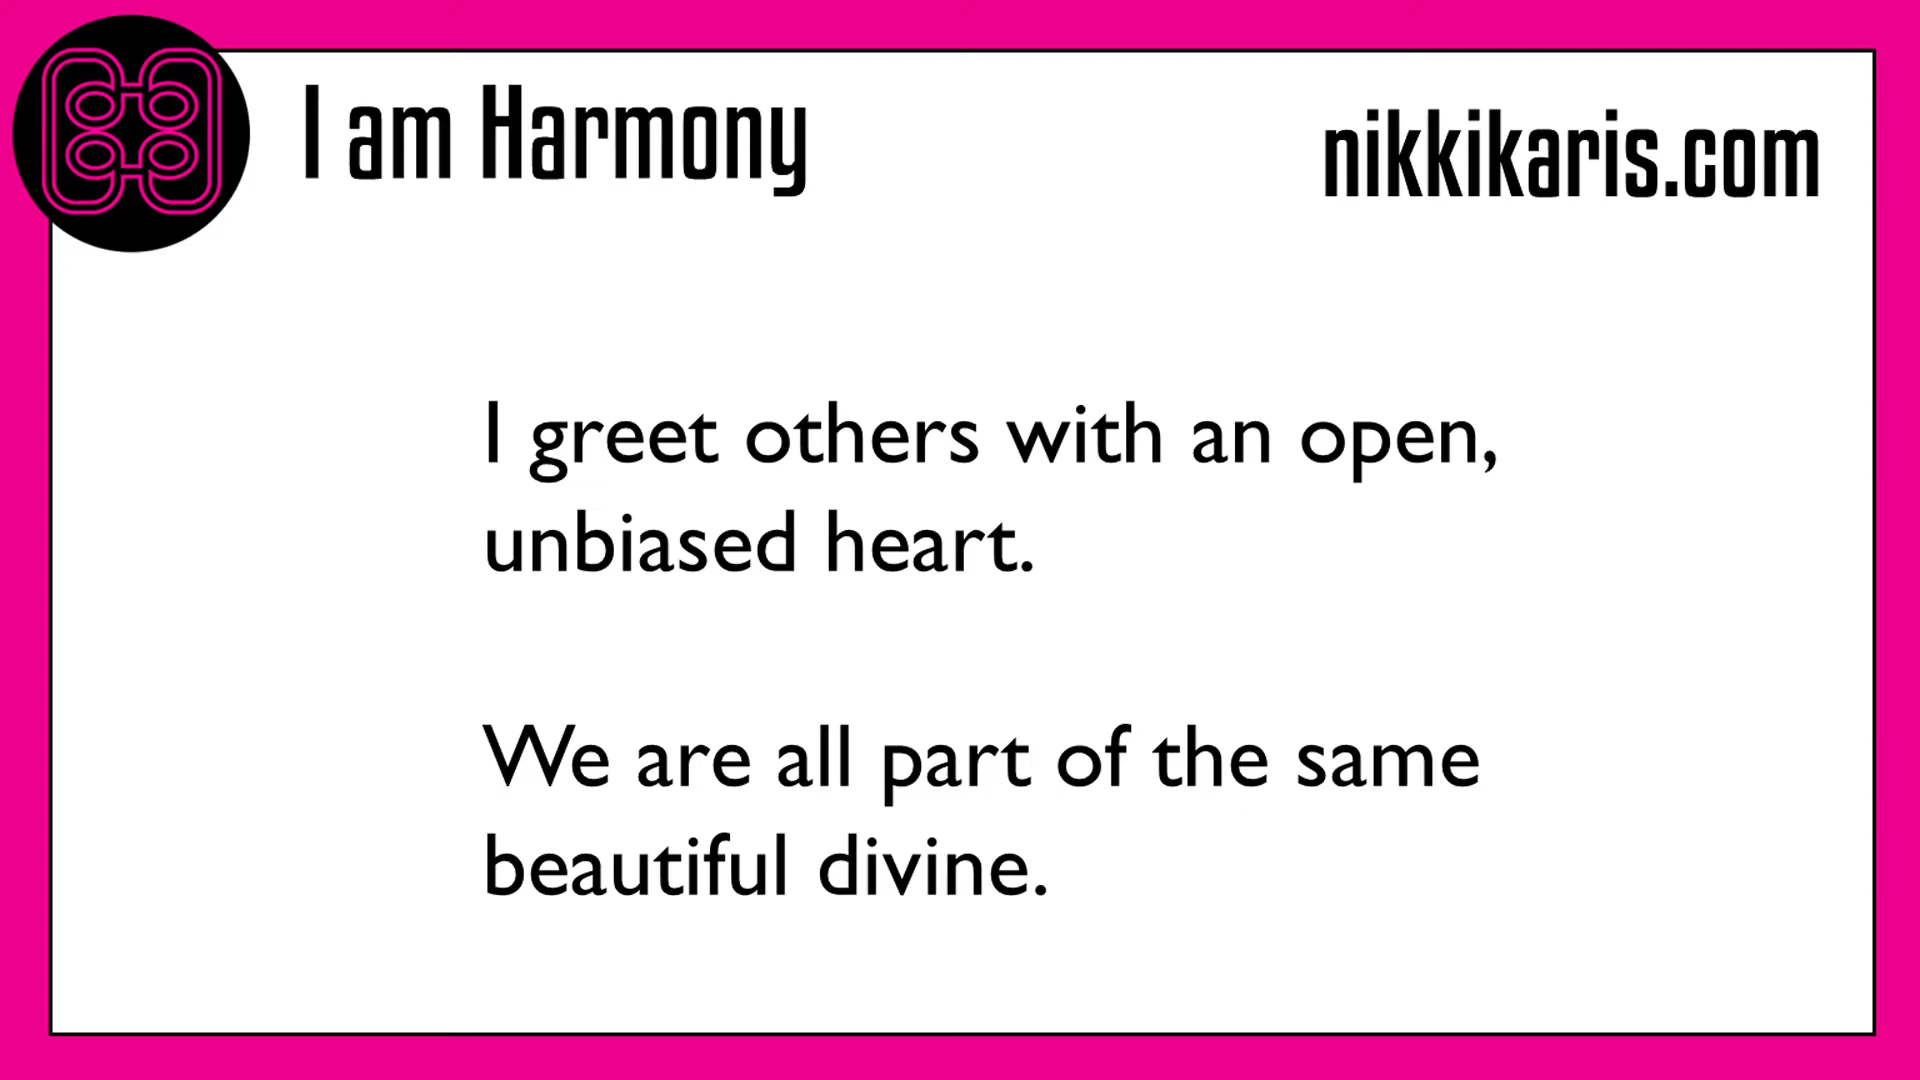 I am Harmony
nikkikaris.com
I greet others with an open,
unbiased heart.
We are all part of the same
beautiful divine.